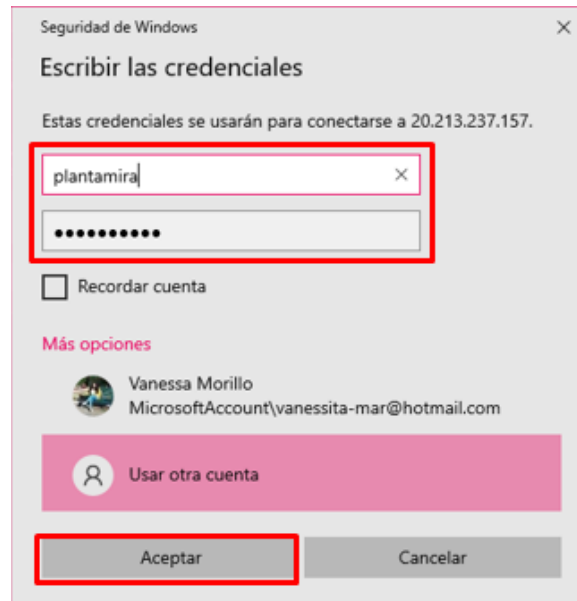 Seguridad de Windows
Escribir las credenciales
Estas credenciales se usarán para conectarse a 20.213.237.157.
plantamira
••••••••••
Recordar cuenta
Más opciones
Vanessa Morillo
MicrosoftAccount\vanessita-mar@hotmail.com
Usar otra cuenta
Aceptar
Cancelar